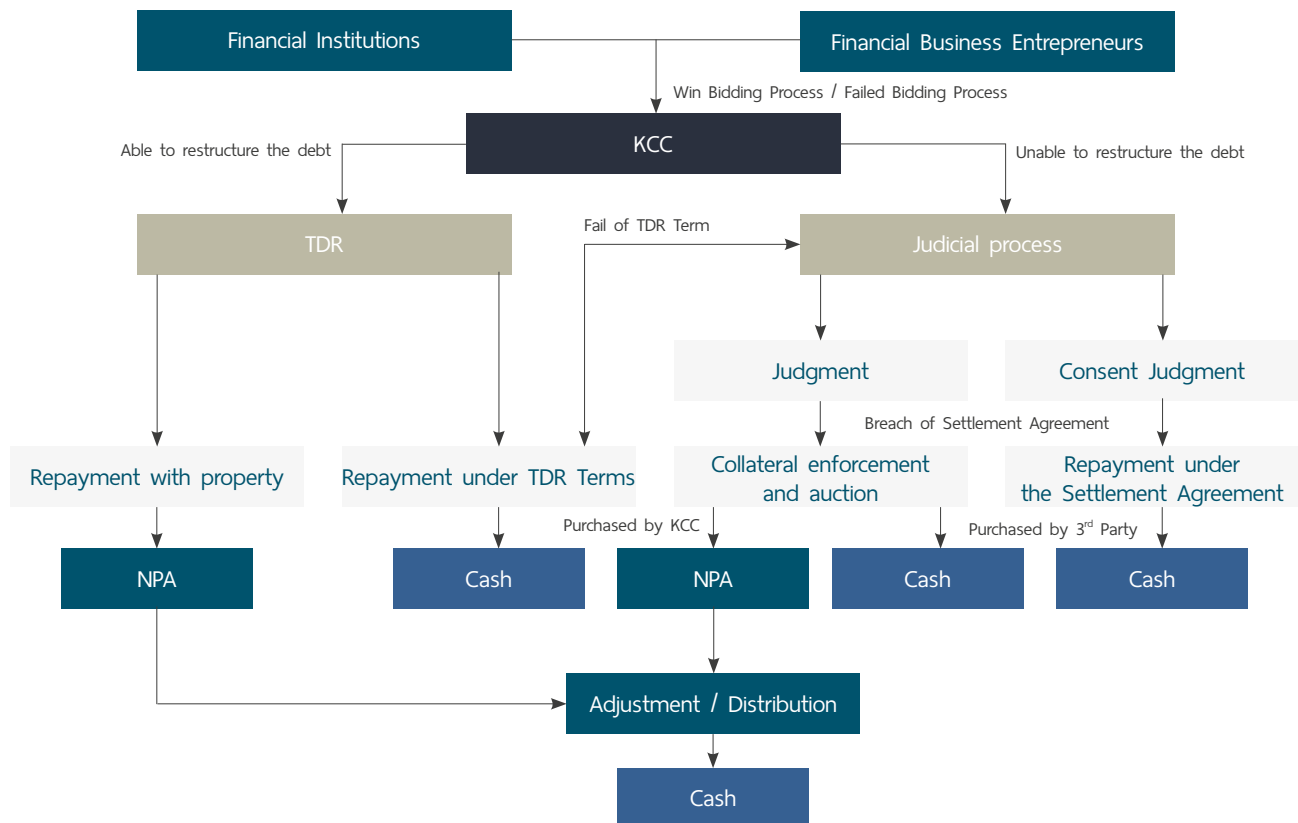 Financial Institutions
Financial Business Entrepreneurs
Win Bidding Process / Failed Bidding Process
KCC
Able to restructure the debt
Unable to restructure the debt
TDR
Fail of TDR Term
Judicial process
Judgment
Consent Judgment
Breach of Settlement Agreement
Repayment with property
Repayment under TDR Terms
Collateral enforcement
and auction
Repayment under
the Settlement Agreement
Purchased by KCC
Purchased by 3rd Party
NPA
Cash
NPA
Cash
Cash
Adjustment / Distribution
Cash